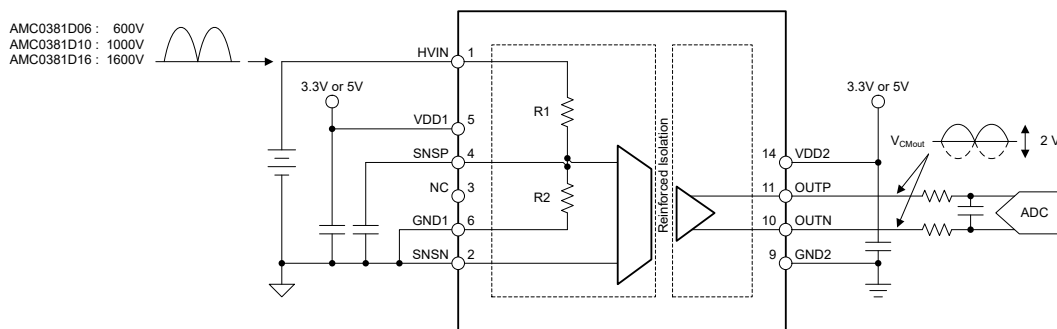 AMC0381D06 : 600V
AMC0381D10 : 1000V
AMC0381D16 : 1600V
HVIN
1
3.3V or 5V
VDD1
5
SNSP
4
NC
3
GND1
6
SNSN
2
R1
R2
Reinforced Isolation
14
VDD2
11
OUTP
10
OUTN
9
GND2
3.3V or 5V
VCMout
2 V
ADC